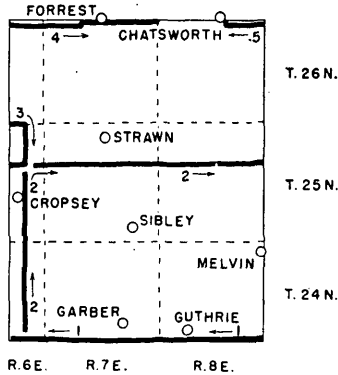 FORREST
4 CHATSWORTH .5
T. 26 N.
3
STRAWN
2 2 T. 25 N.
CROPSEY
SIBLEY
MELVIN
2 T. 24 N.
GARBER GUTHRIE
1 1
R.6E. R.7E. R.8E.